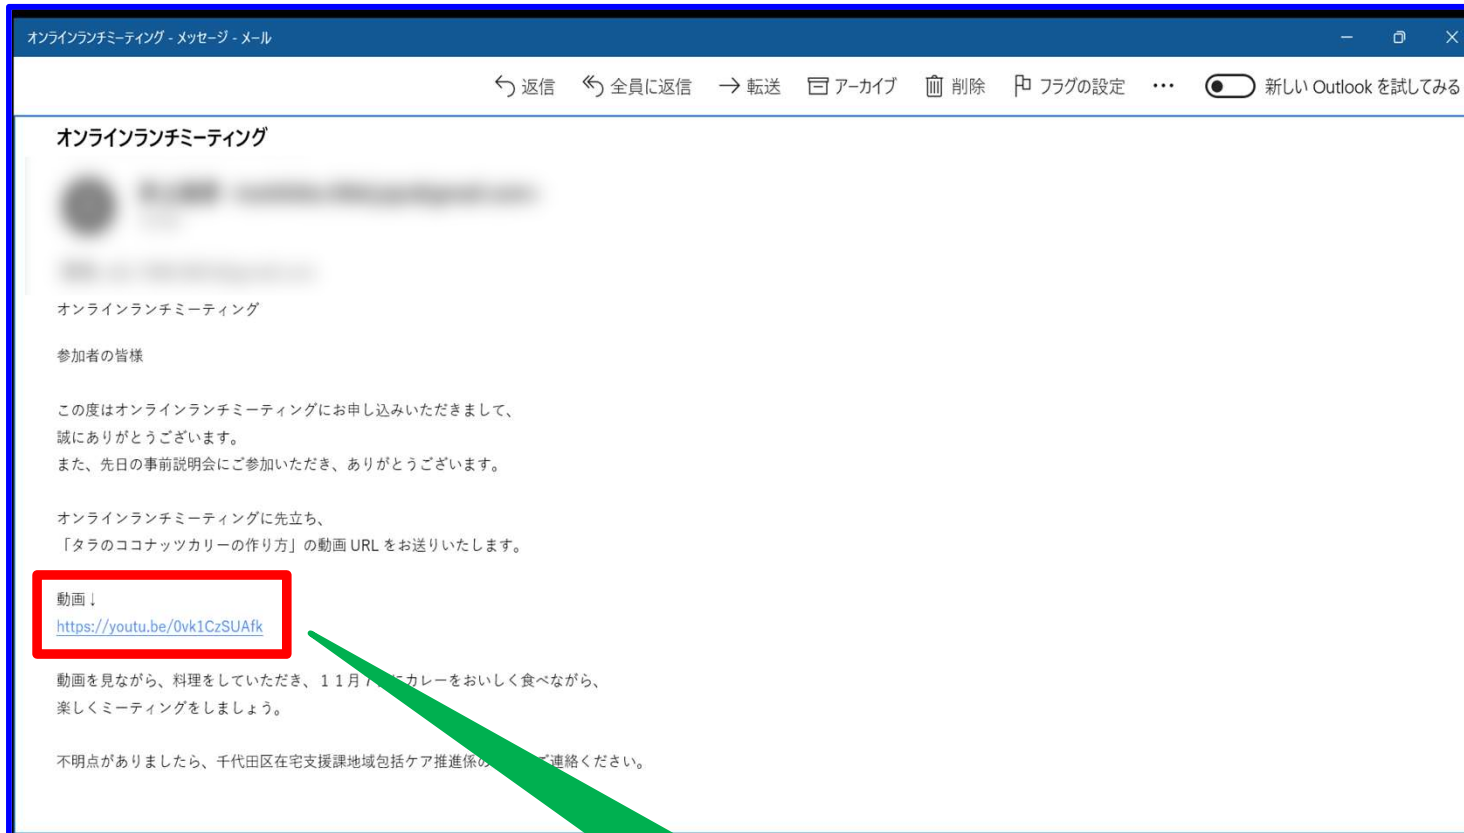 オンラインランチミーティング - メッセージ - メール
返信 全員に返信 転送 アーカイブ 削除 フラグの設定 … 新しい Outlook を試してみる
オンラインランチミーティング
オンラインランチミーティング
参加者の皆様
この度はオンラインランチミーティングにお申し込みいただきまして、
誠にありがとうございます。
また、先日の事前説明会にご参加いただき、ありがとうございます。
オンラインランチミーティングに先立ち、
「タラのココナッツカリーの作り方」の動画 URL をお送りいたします。
動画↓
https://youtu.be/0vk1CzSUAfk
動画を見ながら、料理をしていただき、１１月 にカレーをおいしく食べながら、
楽しくミーティングをしましょう。
不明点がありましたら、千代田区在宅支援課地域包括ケア推進係の ご連絡ください。